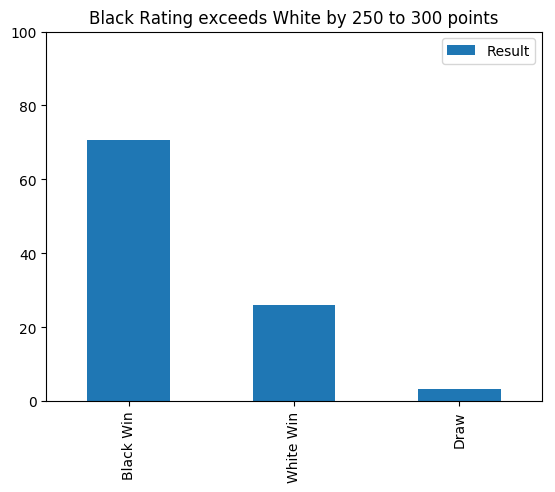 Black Rating exceeds White by 250 to 300 points
Result
100
80
60
40
20
0
Black Win
White Win
Draw